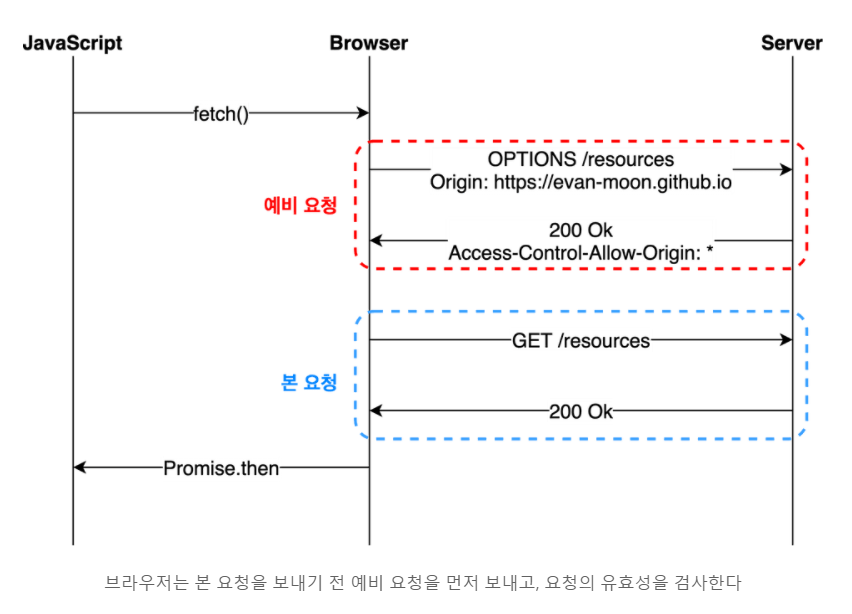 JavaScript
Browser
Server
fetch()
OPTIONS /resources
Origin: https://evan-moon.github.io
예비 요청
200 Ok
Access-Control-Allow-Origin: *
GET /resources
본 요청
200 Ok
Promise.then
브라우저는 본 요청을 보내기 전 예비 요청을 먼저 보내고, 요청의 유효성을 검사한다